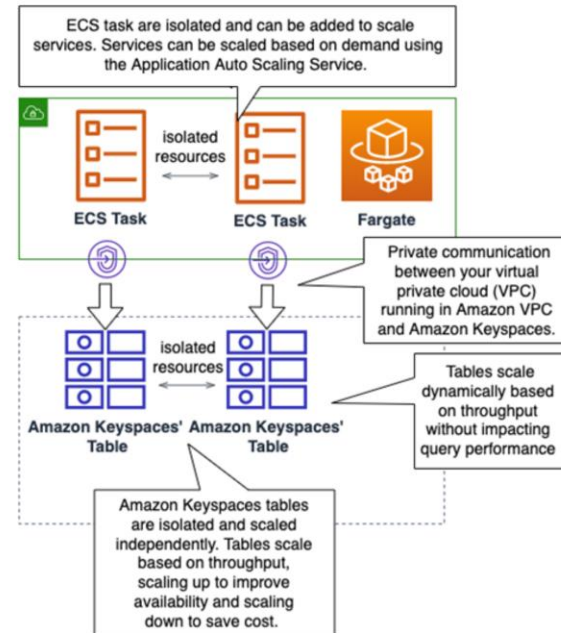 ECS task are isolated and can be added to scale
services. Services can be scaled based on demand using
the Application Auto Scaling Service.
isolated
resources
ECS Task
ECS Task
Fargate
Private communication
between your virtual
private cloud (VPC)
running in Amazon VPC
and Amazon Keyspaces.
isolated
resources
Tables scale
dynamically based
on throughput
without impacting
query performance
Amazon Keyspaces'
Table
Amazon Keyspaces'
Table
Amazon Keyspaces tables
are isolated and scaled
independently. Tables scale
based on throughput,
scaling up to improve
availability and scaling
down to save cost.